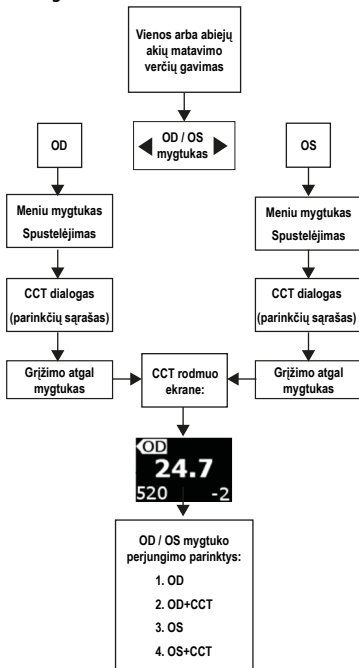 Vienos arba abiejų
akių matavimo
verčių gavimas
OD / OS
mygtukas
OD
OS
Meniu mygtukas
Spustelėjimas
Meniu mygtukas
Spustelėjimas
CCT dialogas
(parinkčių sąrašas)
CCT dialogas
(parinkčių sąrašas)
Grįžimo atgal
mygtukas
CCT rodmuo
ekrane:
Grįžimo atgal
mygtukas
OD
24.7
520 -2
OD / OS mygtuko
perjungimo parinktys:
1. OD
2. OD+CCT
3. OS
4. OS+CCT